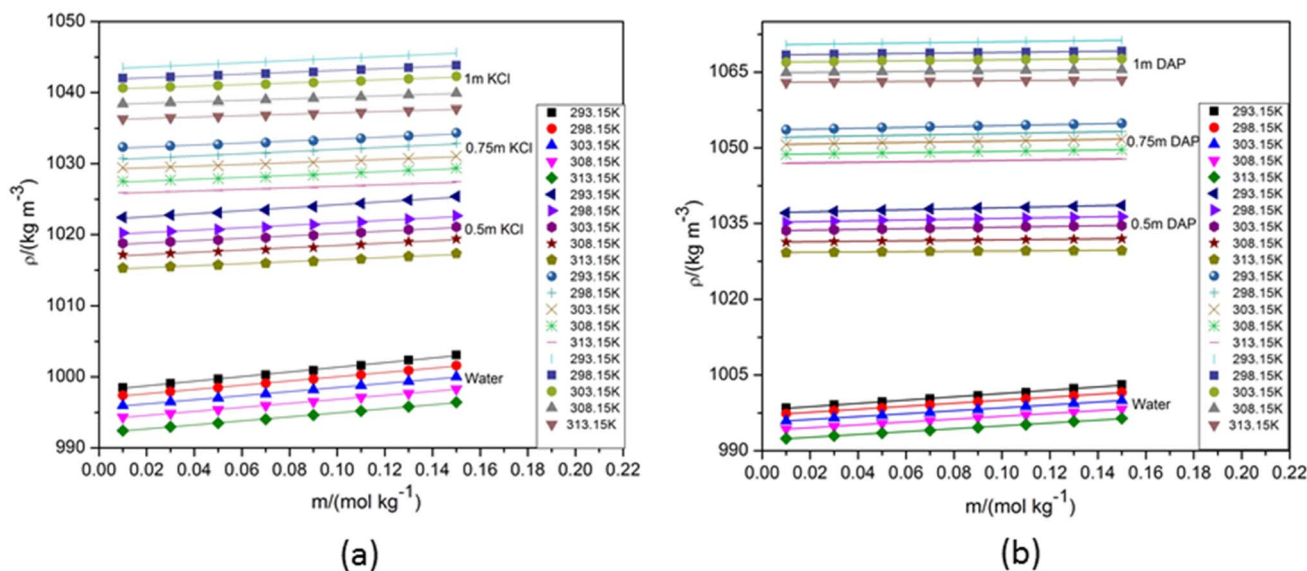 1050
1040
1030
1020
1010
1000
990
ρ/(kg m⁻³)
1m KCl
0.75m KCl
0.5m KCl
Water
293.15K
298.15K
303.15K
308.15K
313.15K
293.15K
298.15K
303.15K
308.15K
313.15K
293.15K
298.15K
303.15K
308.15K
313.15K
293.15K
298.15K
303.15K
308.15K
313.15K
0.00 0.02 0.04 0.06 0.08 0.10 0.12 0.14 0.16 0.18 0.20 0.22
m/(mol kg⁻¹)
(a)
1065
1050
1035
1020
1005
990
ρ/(kg m⁻³)
1m DAP
0.75m DAP
0.5m DAP
Water
293.15K
298.15K
303.15K
308.15K
313.15K
293.15K
298.15K
303.15K
308.15K
313.15K
293.15K
298.15K
303.15K
308.15K
313.15K
293.15K
298.15K
303.15K
308.15K
313.15K
0.00 0.02 0.04 0.06 0.08 0.10 0.12 0.14 0.16 0.18 0.20 0.22
m/(mol kg⁻¹)
(b)